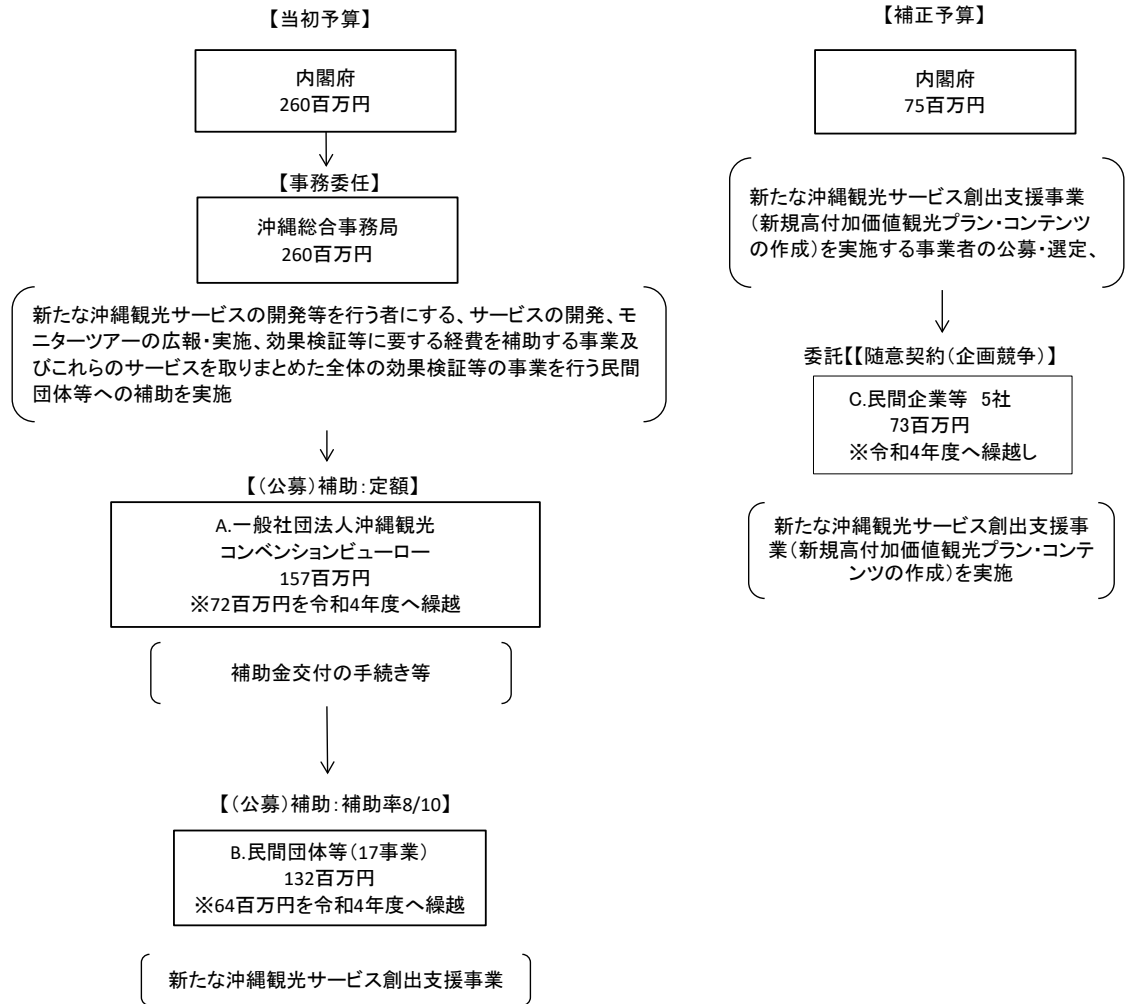 【当初予算】
内閣府
260百万円
【事務委任】
沖縄総合事務局
260百万円
新たな沖縄観光サービスの開発等を行う者にする、サービスの開発、モ
ニターツアーの広報・実施、効果検証等に要する経費を補助する事業及
びこれらのサービスを取りまとめた全体の効果検証等の事業を行う民間
団体等への補助を実施
【(公募)補助:定額】
A.一般社団法人沖縄観光
コンベンションビューロー
157百万円
※72百万円を令和4年度へ繰越
補助金交付の手続き等
【(公募)補助:補助率8/10】
B.民間団体等(17事業)
132百万円
※64百万円を令和4年度へ繰越
新たな沖縄観光サービス創出支援事業
【補正予算】
内閣府
75百万円
新たな沖縄観光サービス創出支援事業
(新規高付加価値観光プラン・コンテンツ
の作成)を実施する事業者の公募・選定、
委託【【随意契約(企画競争)】
C.民間企業等 5社
73百万円
※令和4年度へ繰越し
新たな沖縄観光サービス創出支援事
業(新規高付加価値観光プラン・コンテ
ンツの作成)を実施